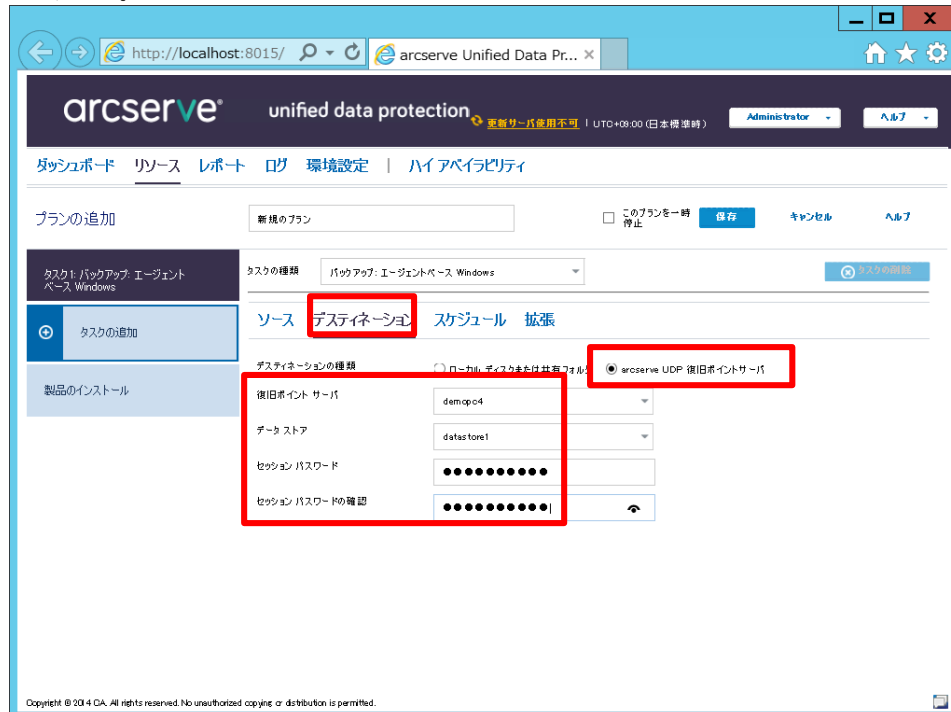 http://localhost:8015/
arcserve Unified Data Pr...
arcserve® unified data protection
更新サーバ使用不可 | UTC+09:00 (日本標準時)
Administrator
ヘルプ
ダッシュボード リソース レポート ログ 環境設定 | ハイ アベイラビリティ
プランの追加
新規のプラン
このプランを一時停止
保存
キャンセル
ヘルプ
タスク1: バックアップ: エージェント
ベース Windows
タスクの種類
バックアップ: エージェントベース Windows
タスクの削除
タスクの追加
製品のインストール
ソース デスティネーション スケジュール 拡張
デスティネーションの種類
ローカル ディスクまたは共有フォル
arcserve UDP 復旧ポイントサーバ
復旧ポイント サーバ
demopc4
データ ストア
datastore1
セッション パスワード
●●●●●●●●●●
セッション パスワードの確認
●●●●●●●●●●
Copyright © 2014 CA. All rights reserved. No unauthorized copying or distribution is permitted.